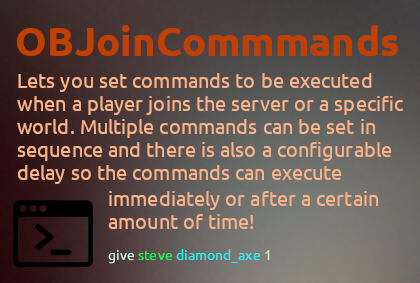 OBJoinCommmands
Lets you set commands to be executed
when a player joins the server or a specific
world. Multiple commands can be set in
sequence and there is also a configurable
delay so the commands can execute
immediately or after a certain
amount of time!
give steve diamond_axe 1